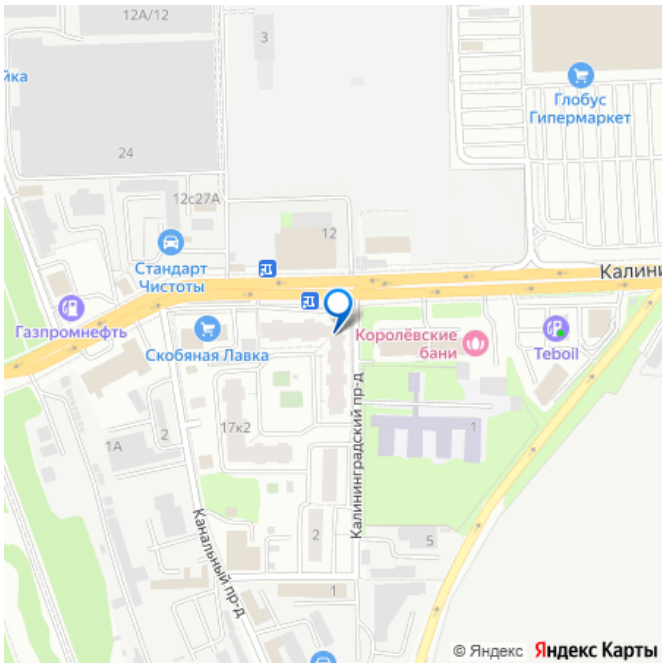 12А/12
3
йка
Глобус
Гипермаркет
24
12с27А
12
Стандарт
Чистоты
Калини
Газпромнефть
Скобяная Лавка
Королёвские
бани
Teboil
Калининградский пр-д
17к2
1
2
1А
Канальный пр-д
2
5
1
© Яндекс Яндекс Карты